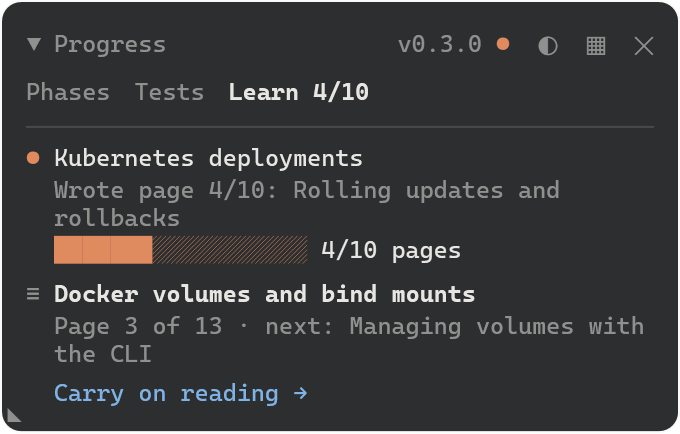 ▼ Progress v0.3.0
Phases Tests Learn 4/10
Kubernetes deployments
Wrote page 4/10: Rolling updates and
rollbacks
4/10 pages
Docker volumes and bind mounts
Page 3 of 13 · next: Managing volumes with
the CLI
Carry on reading →